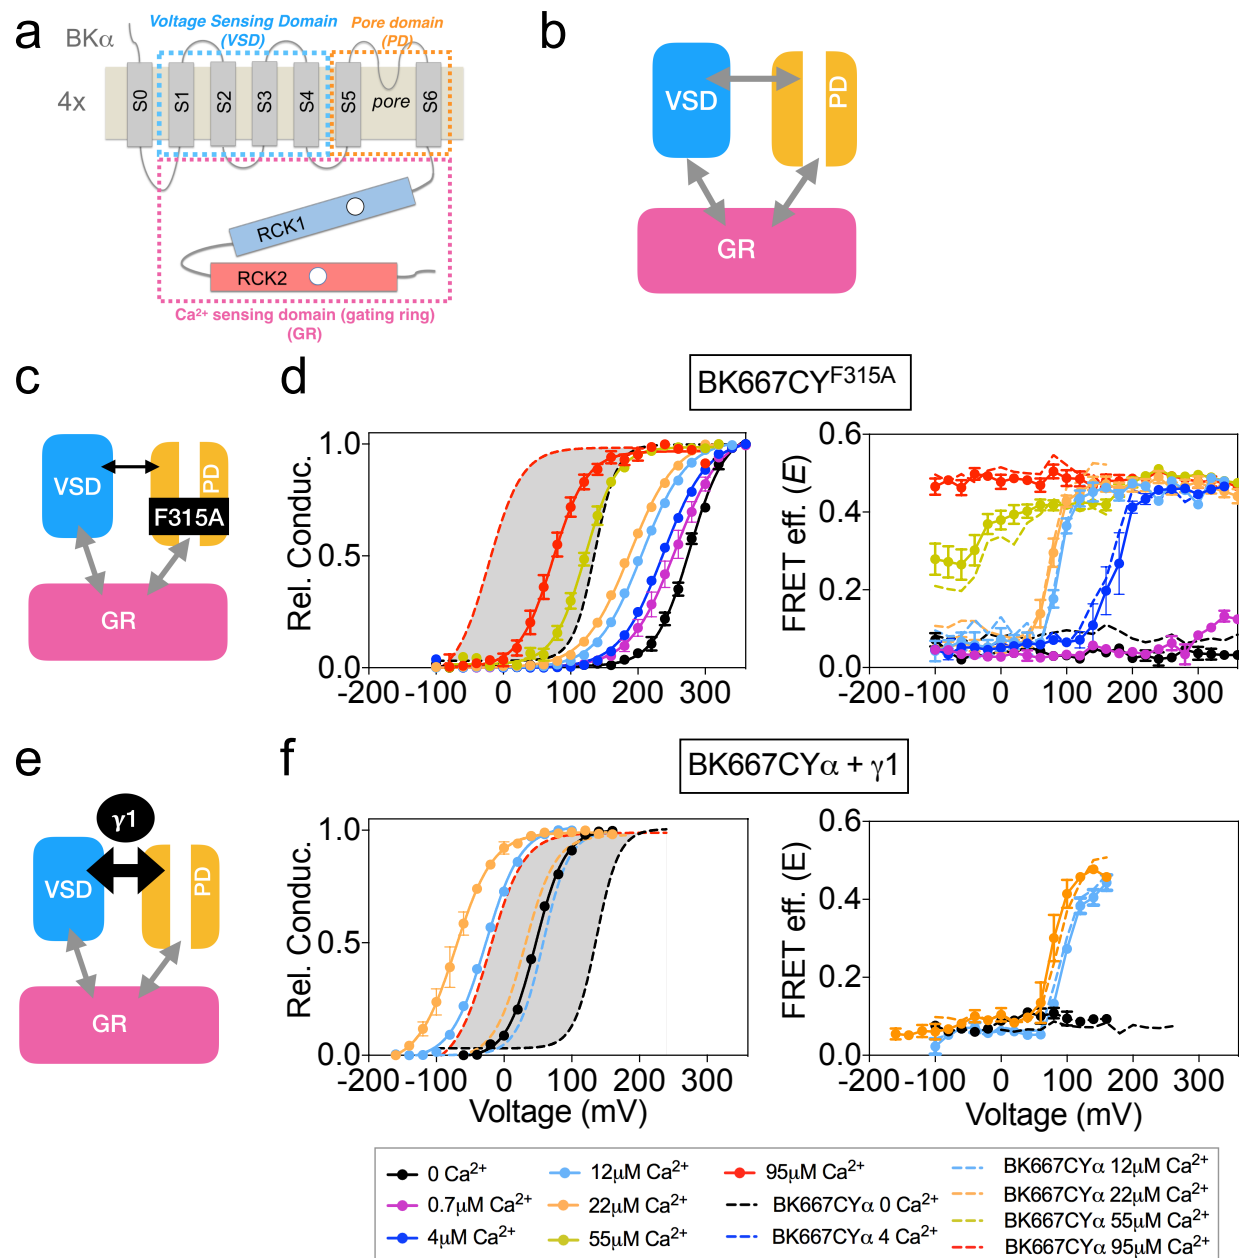 a
BKα
4x
Voltage Sensing Domain
(VSD)
Pore domain
(PD)
S0
S1
S2
S3
S4
S5
pore
S6
RCK1
RCK2
Ca²⁺ sensing domain (gating ring)
(GR)
b
VSD
PD
GR
c
VSD
PD
F315A
GR
d
BK667CY^F315A
Rel. Conduc.
1.0
0.5
0.0
-200 -100 0 100 200 300
FRET eff. (E)
0.6
0.4
0.2
0.0
-200 -100 0 100 200 300
e
γ1
VSD
PD
GR
f
BK667CYα + γ1
Rel. Conduc.
1.0
0.5
0.0
-200 -100 0 100 200 300
Voltage (mV)
FRET eff. (E)
0.6
0.4
0.2
0.0
-200 -100 0 100 200 300
Voltage (mV)
0 Ca²⁺
0.7μM Ca²⁺
4μM Ca²⁺
12μM Ca²⁺
22μM Ca²⁺
55μM Ca²⁺
95μM Ca²⁺
BK667CYα 0 Ca²⁺
BK667CYα 4 Ca²⁺
BK667CYα 12μM Ca²⁺
BK667CYα 22μM Ca²⁺
BK667CYα 55μM Ca²⁺
BK667CYα 95μM Ca²⁺